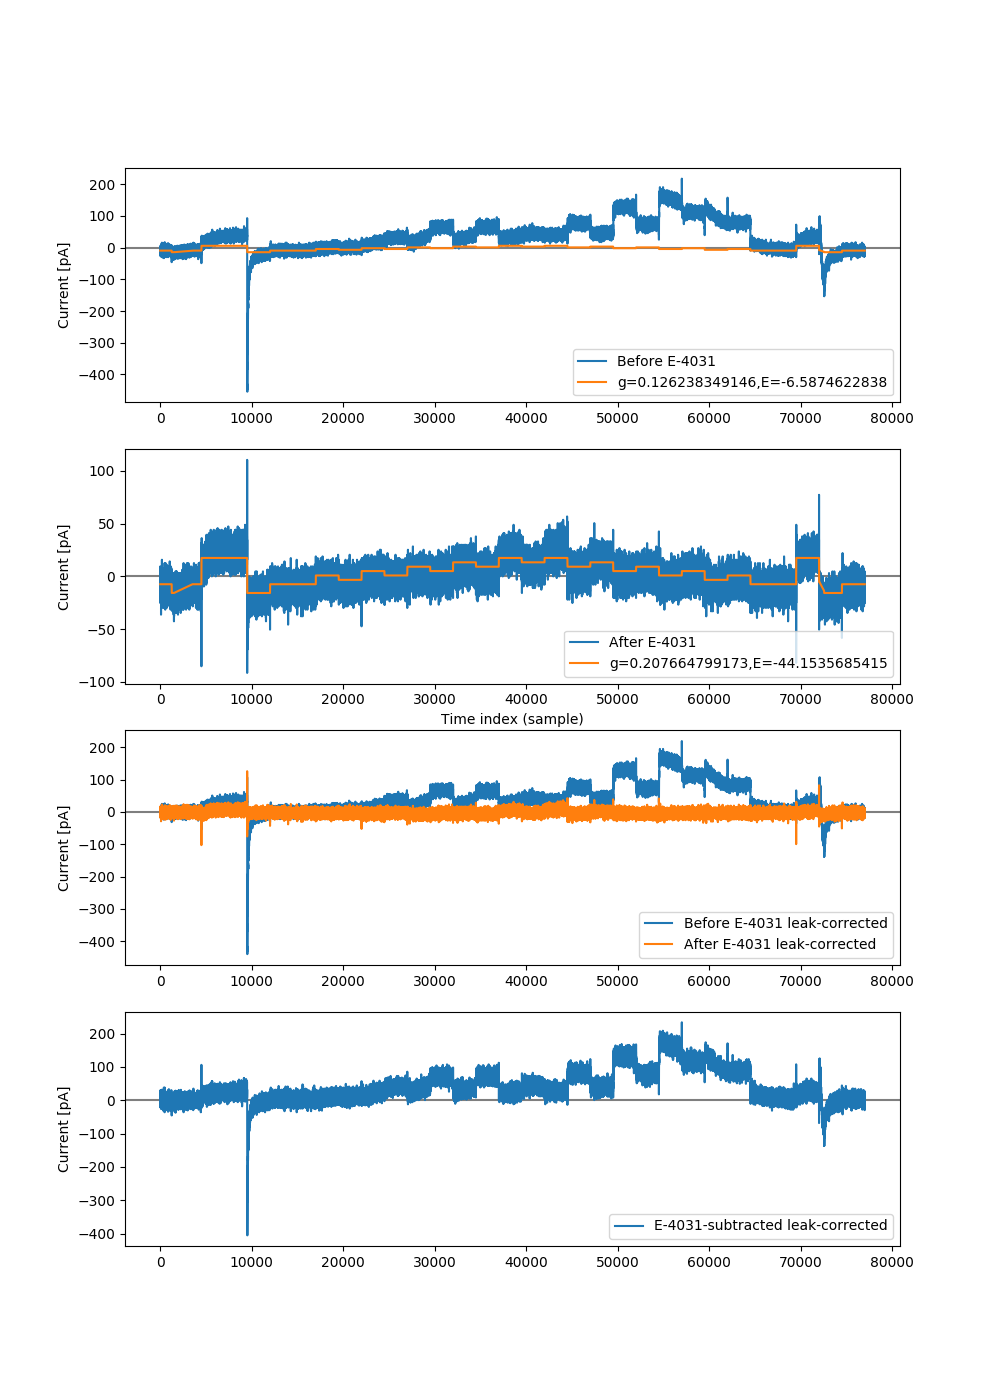 200
100
0
−100
−200
−300
−400
Current [pA]
Before E-4031
g=0.126238349146,E=-6.5874622838
0 10000 20000 30000 40000 50000 60000 70000 80000
100
50
0
−50
−100
Current [pA]
After E-4031
g=0.207664799173,E=-44.1535685415
0 10000 20000 30000 40000 50000 60000 70000 80000
Time index (sample)
200
100
0
−100
−200
−300
−400
Current [pA]
Before E-4031 leak-corrected
After E-4031 leak-corrected
0 10000 20000 30000 40000 50000 60000 70000 80000
200
100
0
−100
−200
−300
−400
Current [pA]
E-4031-subtracted leak-corrected
0 10000 20000 30000 40000 50000 60000 70000 80000